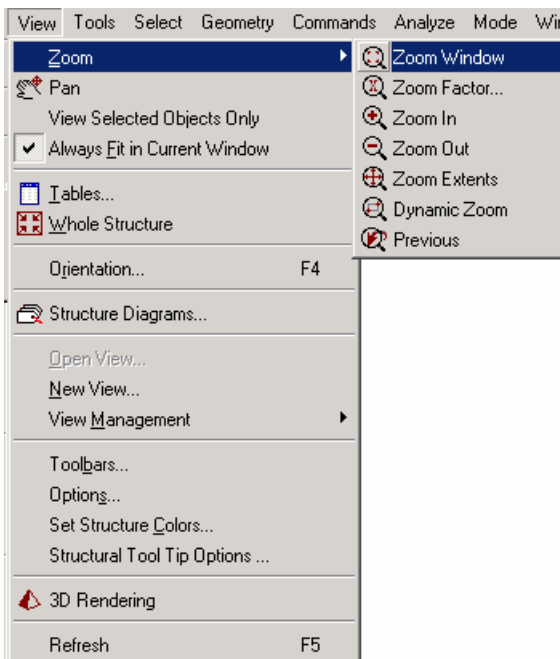 View Tools Select Geometry Commands Analyze Mode Wi
Zoom
Pan
View Selected Objects Only
Always Fit in Current Window
Tables...
Whole Structure
Orientation... F4
Structure Diagrams...
Open View...
New View...
View Management
Toolbars...
Options...
Set Structure Colors...
Structural Tool Tip Options ...
3D Rendering
Refresh F5
Zoom Window
Zoom Factor...
Zoom In
Zoom Out
Zoom Extents
Dynamic Zoom
Previous